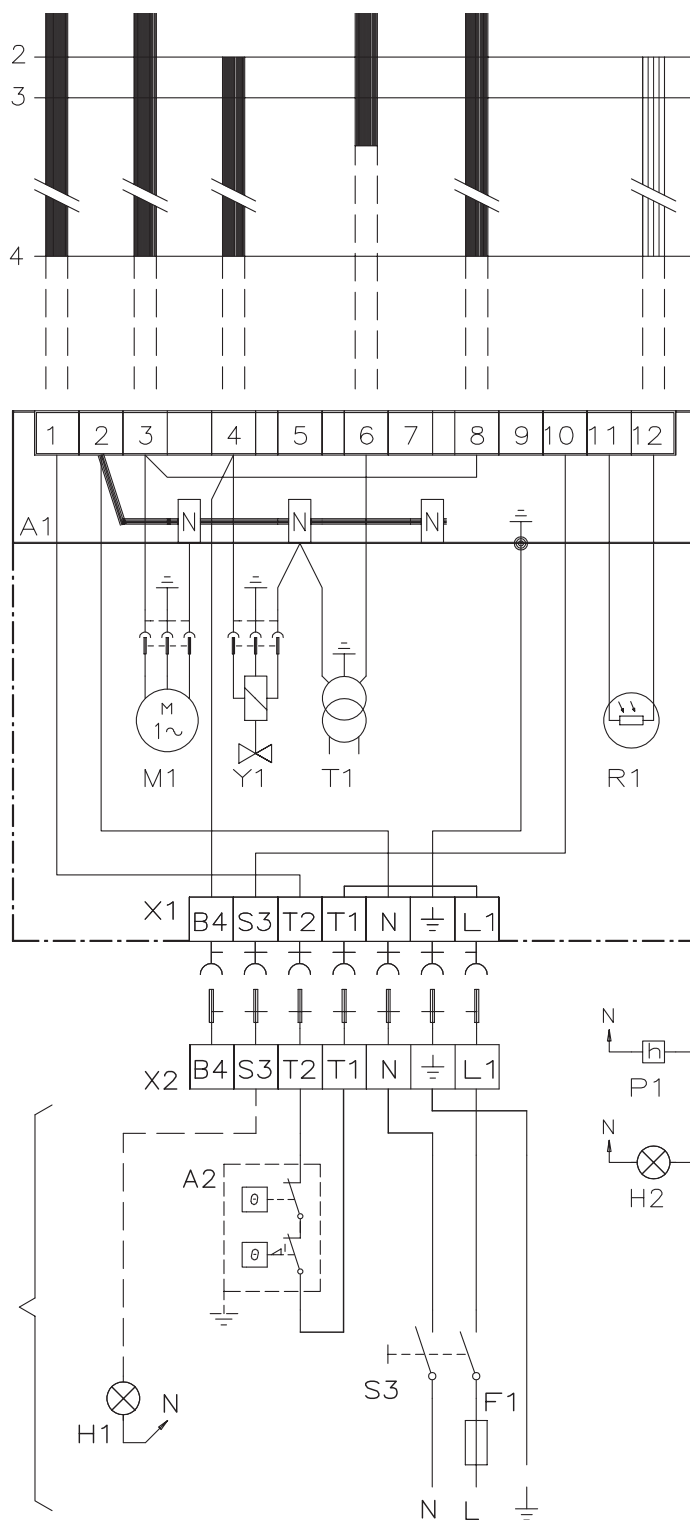 2
3
4
1 2 3 4 5 6 7 8 9 10 11 12
N N N
A1
M
1~
M1 Y1 T1 R1
X1 B4 S3 T2 T1 N L1
N
h
P1
X2 B4 S3 T2 T1 N L1
N
H2
A2
θ
θ
S3 F1
H1 N
N L